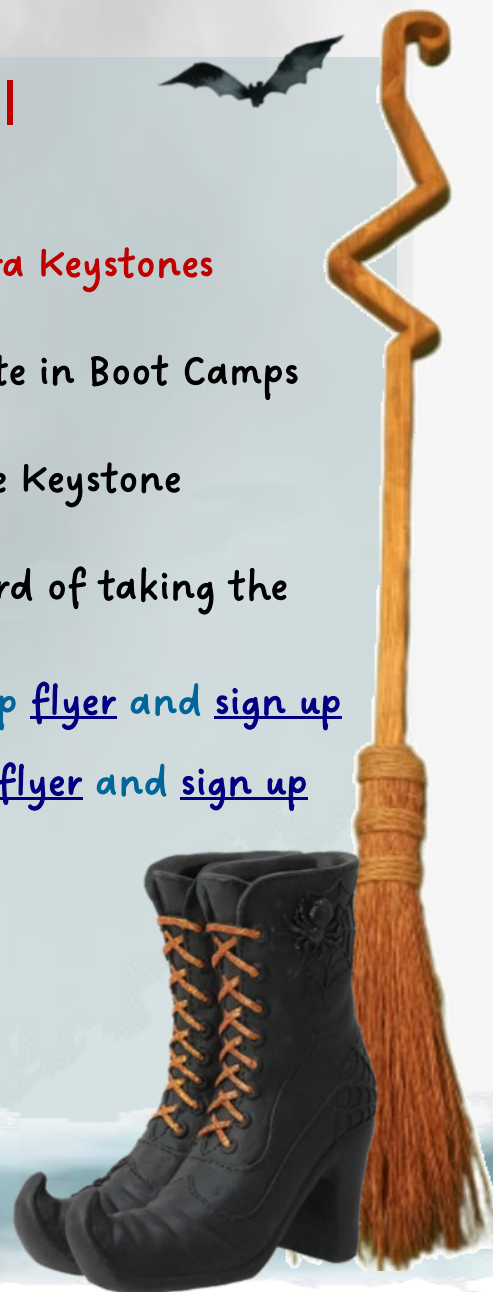 ra Keystones
te in Boot Camps
e Keystone
rd of taking the
p flyer and sign up
flyer and sign up